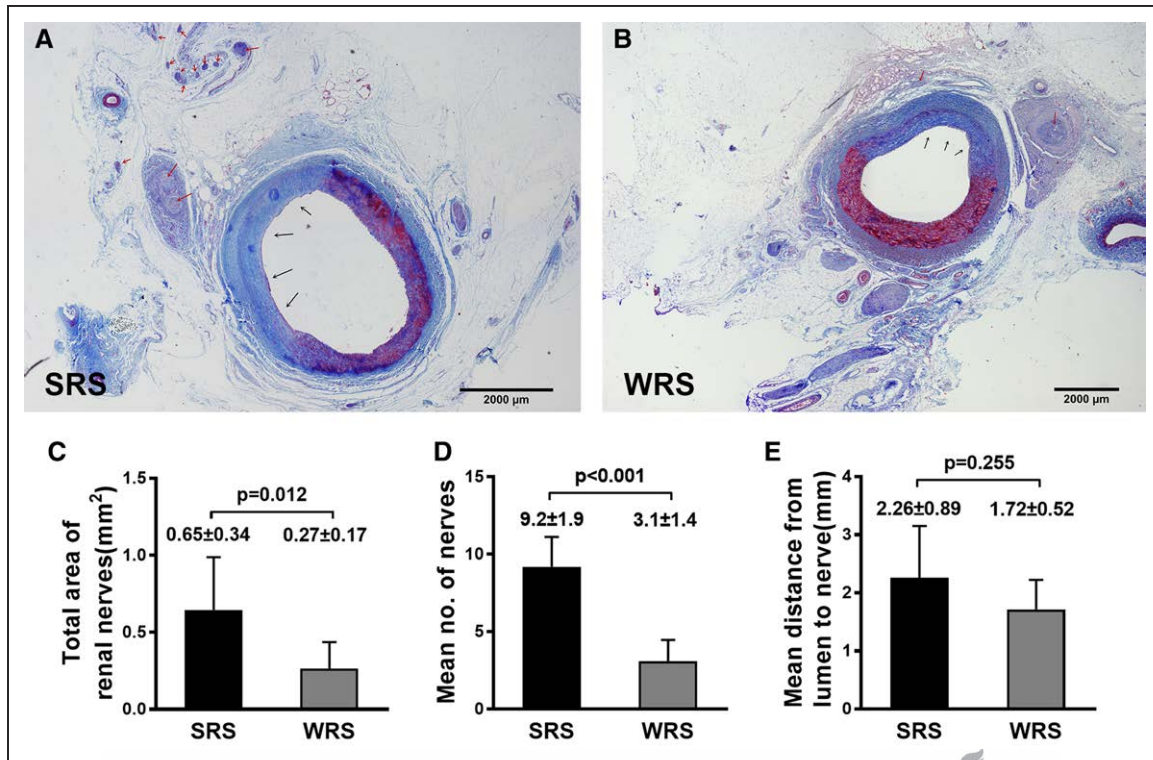 A
SRS
2000 µm
B
WRS
2000 µm
C
Total area of
renal nerves(mm²)
1.5
1.0
0.5
0.0
p=0.012
0.65±0.34 0.27±0.17
SRS WRS
D
Mean no. of nerves
15
10
5
0
p<0.001
9.2±1.9 3.1±1.4
SRS WRS
E
Mean distance from
lumen to nerve(mm)
4
3
2
1
0
p=0.255
2.26±0.89 1.72±0.52
SRS WRS